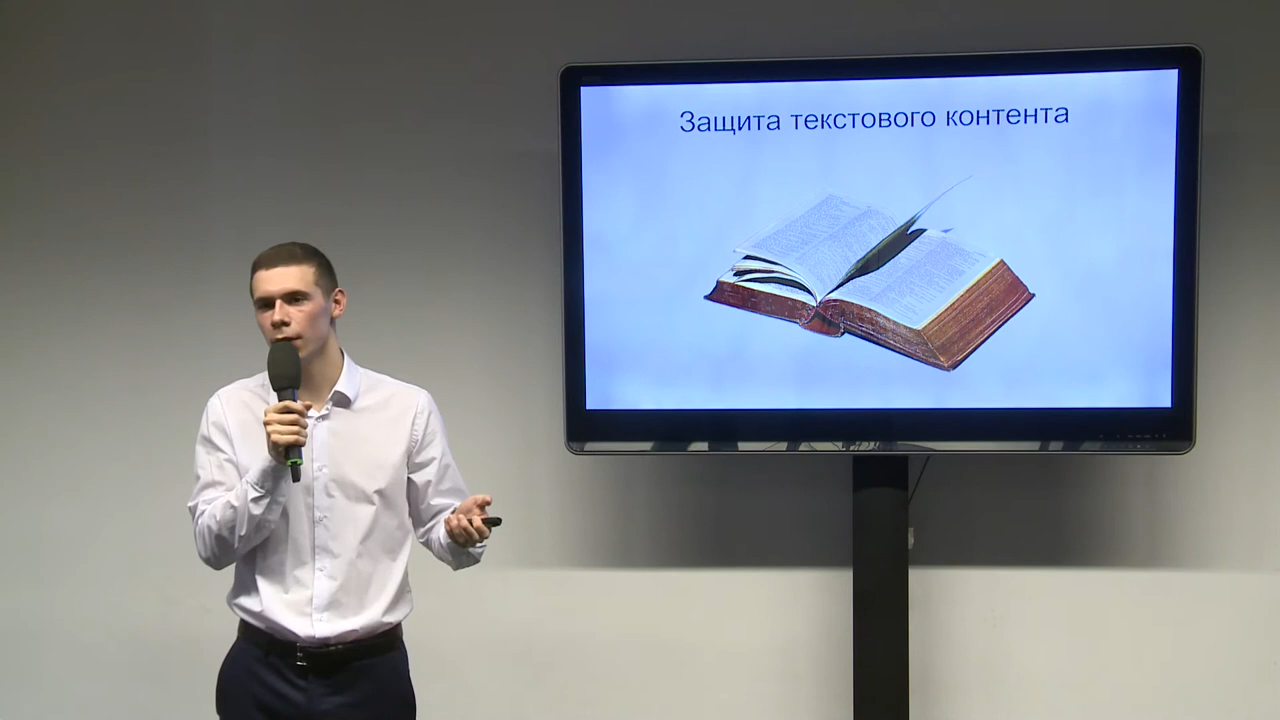 Защита текстового контента